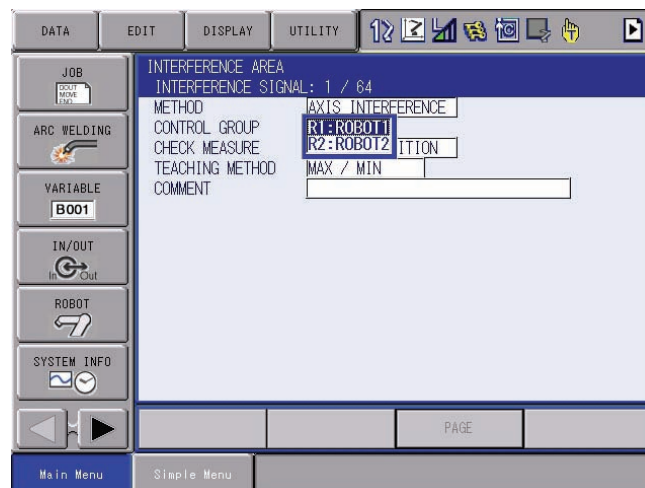 DATA EDIT DISPLAY UTILITY
JOB
DOUT
MOVE
END
ARC WELDING
VARIABLE
B001
IN/OUT
In Out
ROBOT
SYSTEM INFO
INTERFERENCE AREA
INTERFERENCE SIGNAL: 1 / 64
METHOD AXIS INTERFERENCE
CONTROL GROUP R1:ROBOT1
R2:ROBOT2
CHECK MEASURE ITION
TEACHING METHOD MAX / MIN
COMMENT
PAGE
Main Menu Simple Menu